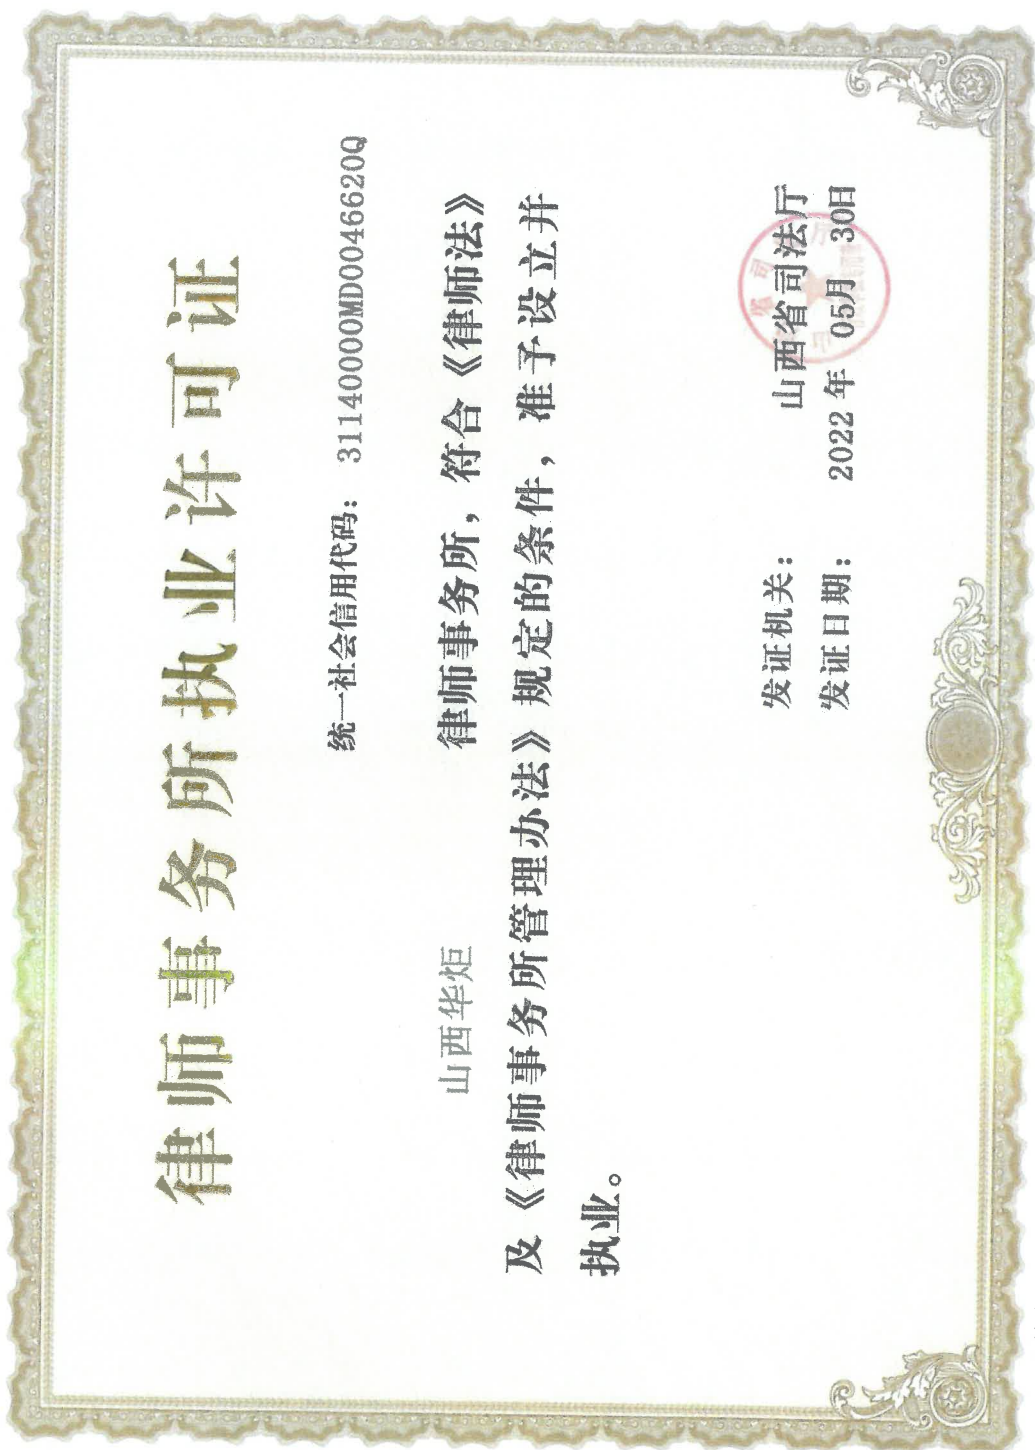 律师事务所执业许可证
统一社会信用代码: 31140000MD0046620Q
山西华炬 律师事务所，符合《律师法》
及《律师事务所管理办法》规定的条件，准予设立并
执业。
发证机关: 山西省司法厅
发证日期: 2022 年 05月 30日